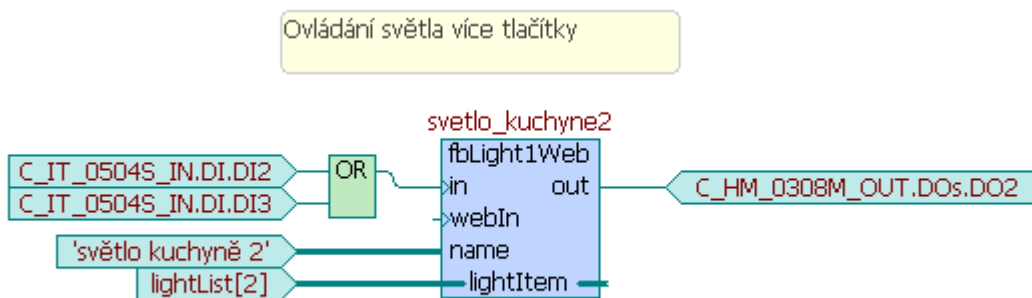 Ovládání světla více tlačítky
svetlo_kuchyne2
fbLight1Web
C_IT_0504S_IN.DI.DI2
OR
in
out
C_HM_0308M_OUT.DOs.DO2
C_IT_0504S_IN.DI.DI3
webIn
'světlo kuchyně 2'
name
lightList[2]
lightItem